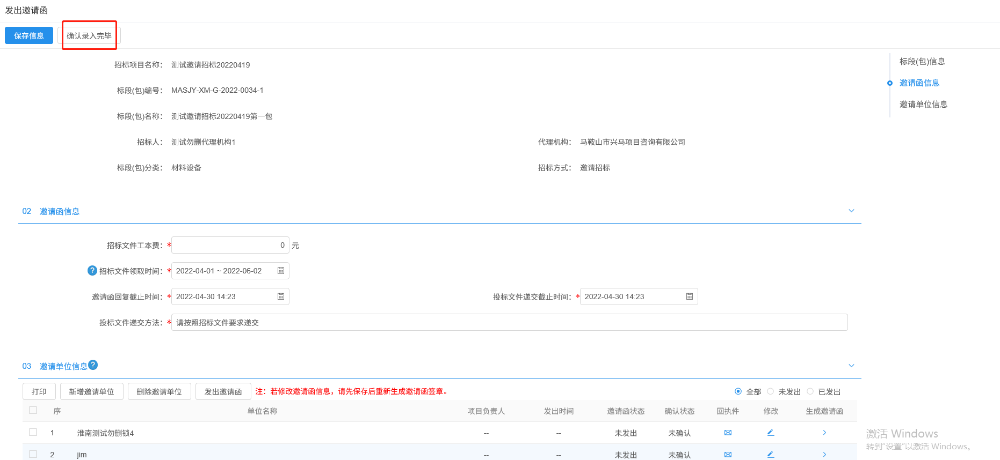 发出邀请函
保存信息 确认录入完毕
招标项目名称： 测试邀请招标20220419
标段(包)信息
标段(包)编号： MASJY-XM-G-2022-0034-1
邀请函信息
邀请单位信息
标段(包)名称： 测试邀请招标20220419第一包
招标人： 测试勿删代理机构1 代理机构： 马鞍山市兴马项目咨询有限公司
标段(包)分类： 材料设备 招标方式： 邀请招标
02 邀请函信息
招标文件工本费：* 0 元
? 招标文件领取时间：* 2022-04-01 ~ 2022-06-02
邀请函回复截止时间：* 2022-04-30 14:23 投标文件递交截止时间：* 2022-04-30 14:23
投标文件递交方法：* 请按照招标文件要求递交
03 邀请单位信息 ?
打印 新增邀请单位 删除邀请单位 发出邀请函 注：若修改邀请函信息，请先保存后重新生成邀请函签章。 全部 未发出 已发出
序 单位名称 项目负责人 发出时间 邀请函状态 确认状态 回执件 修改 生成邀请函
1 淮南测试勿删锁4 -- -- 未发出 未确认
2 jim -- -- 未发出 未确认
激活 Windows
转到“设置”以激活 Windows。